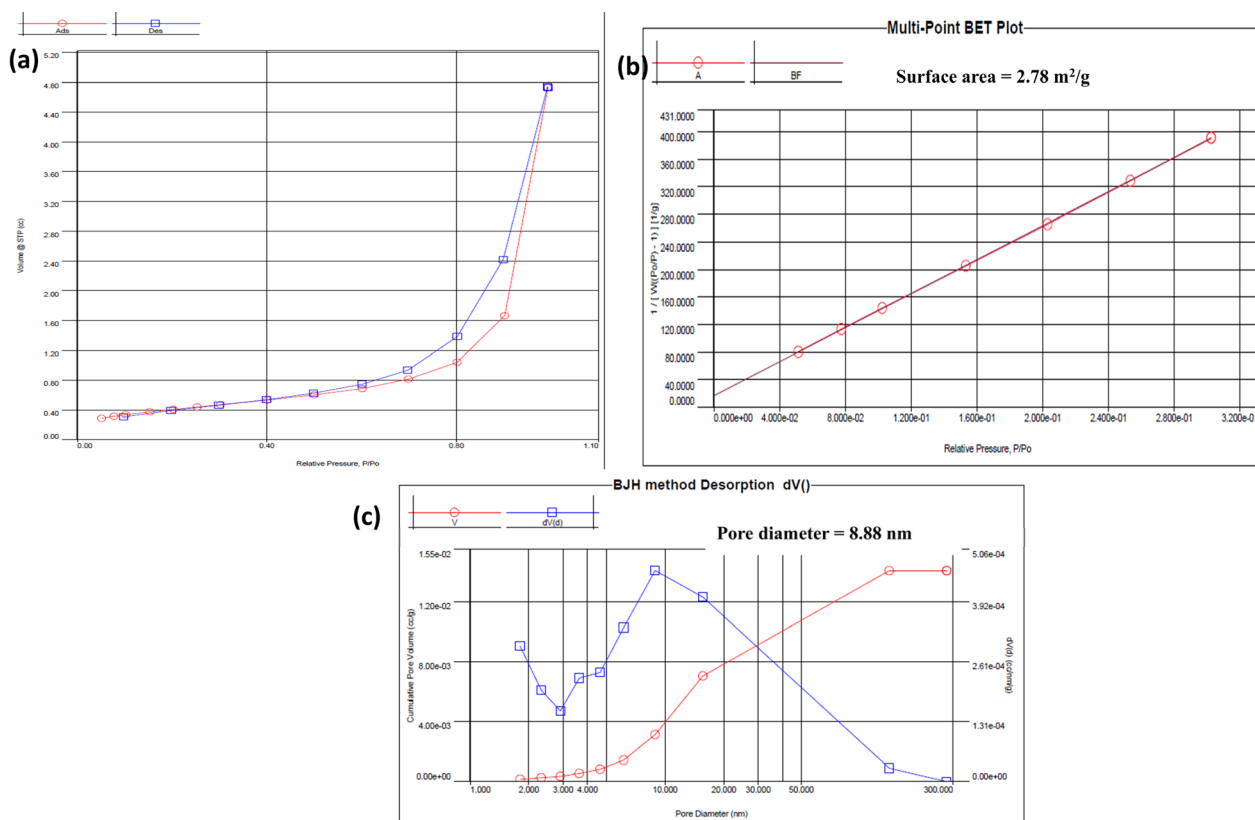 (a)
Ads Des
5.20
4.80
4.40
4.00
3.60
3.20
2.80
2.40
2.00
1.60
1.20
0.80
0.40
0.00
Volume @ STP (cc)
0.00 0.40 0.80 1.10
Relative Pressure, P/Po
(b)
Multi-Point BET Plot
A BF
Surface area = 2.78 m²/g
431.0000
400.0000
360.0000
320.0000
280.0000
240.0000
200.0000
160.0000
120.0000
80.0000
40.0000
0.0000
1 / [ W((Po/P) - 1) ] [1/g]
0.000e+00 4.000e-02 8.000e-02 1.200e-01 1.600e-01 2.000e-01 2.400e-01 2.800e-01 3.200e-01
Relative Pressure, P/Po
(c)
BJH method Desorption dV()
V dV(d)
Pore diameter = 8.88 nm
1.55e-02
1.20e-02
8.00e-03
4.00e-03
0.00e+00
Cumulative Pore Volume (cc/g)
5.06e-04
3.92e-04
2.61e-04
1.31e-04
0.00e+00
dV(d) (cc/nm/g)
1.000 2.000 3.000 4.000 10.000 20.000 30.000 50.000 300.000
Pore Diameter (nm)